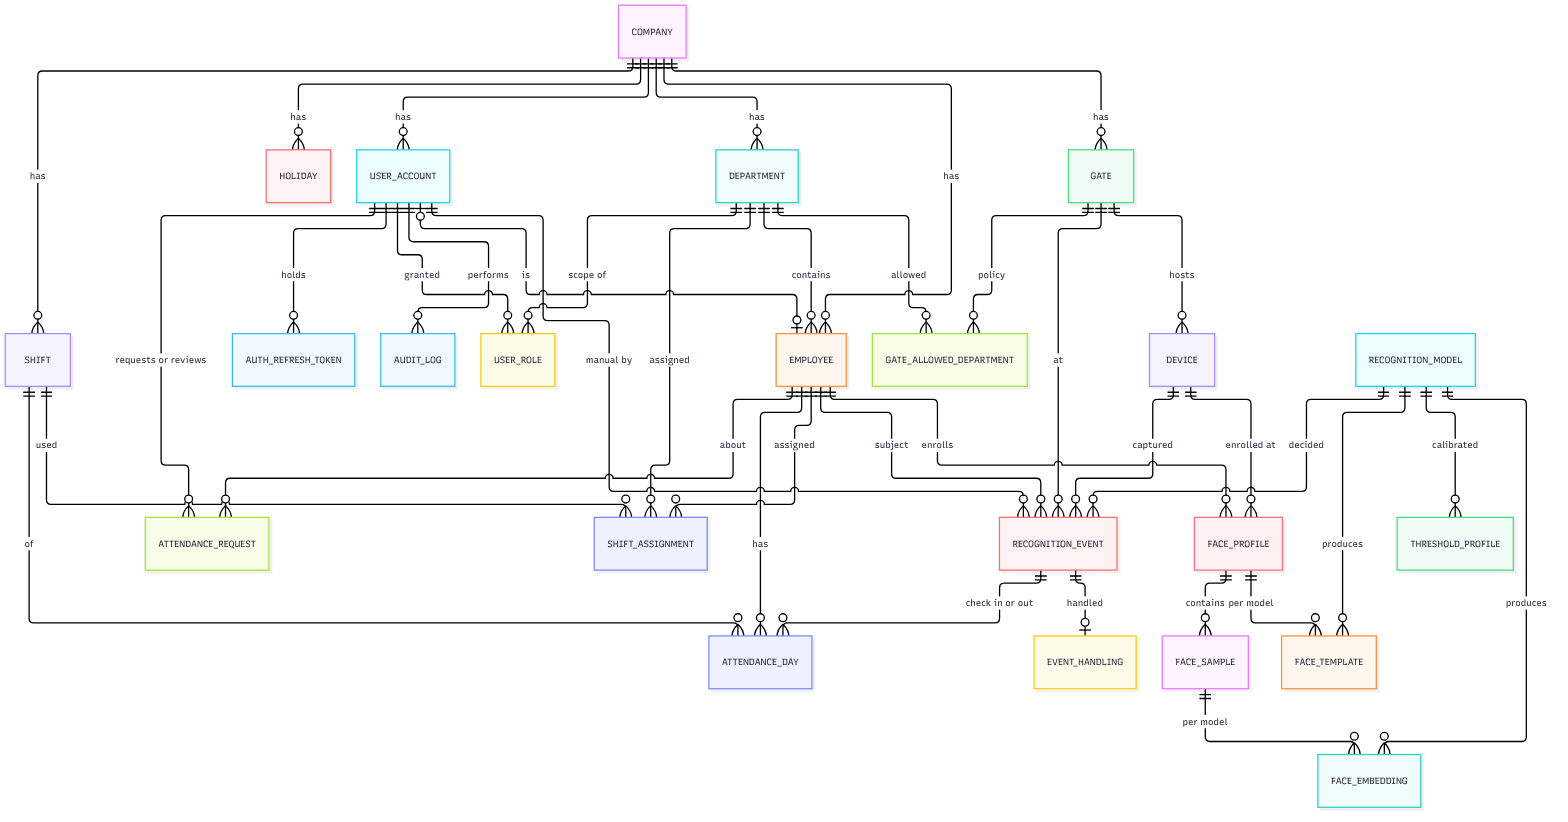 COMPANY
has
has
has
has
HOLIDAY
USER_ACCOUNT
DEPARTMENT
has
has
GATE
holds
granted
performs
is
scope of
contains
allowed
policy
hosts
SHIFT
requests or reviews
AUTH_REFRESH_TOKEN
AUDIT_LOG
USER_ROLE
manual by
assigned
EMPLOYEE
GATE_ALLOWED_DEPARTMENT
at
DEVICE
RECOGNITION_MODEL
used
about
assigned
subject
enrolls
captured
enrolled at
decided
calibrated
of
ATTENDANCE_REQUEST
SHIFT_ASSIGNMENT
has
RECOGNITION_EVENT
FACE_PROFILE
produces
THRESHOLD_PROFILE
check in or out
handled
contains
per model
produces
ATTENDANCE_DAY
EVENT_HANDLING
FACE_SAMPLE
FACE_TEMPLATE
per model
FACE_EMBEDDING